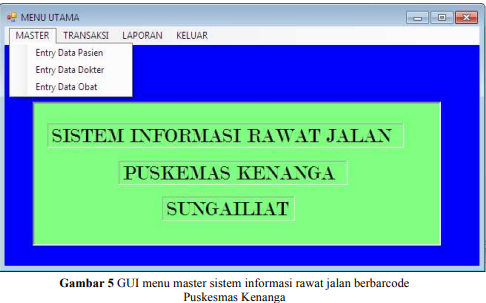 MENU UTAMA
MASTER TRANSAKSI LAPORAN KELUAR
Entry Data Pasien
Entry Data Dokter
Entry Data Obat
SISTEM INFORMASI RAWAT JALAN
PUSKEMAS KENANGA
SUNGAILIAT
Gambar 5 GUI menu master sistem informasi rawat jalan berbarcode
Puskesmas Kenanga